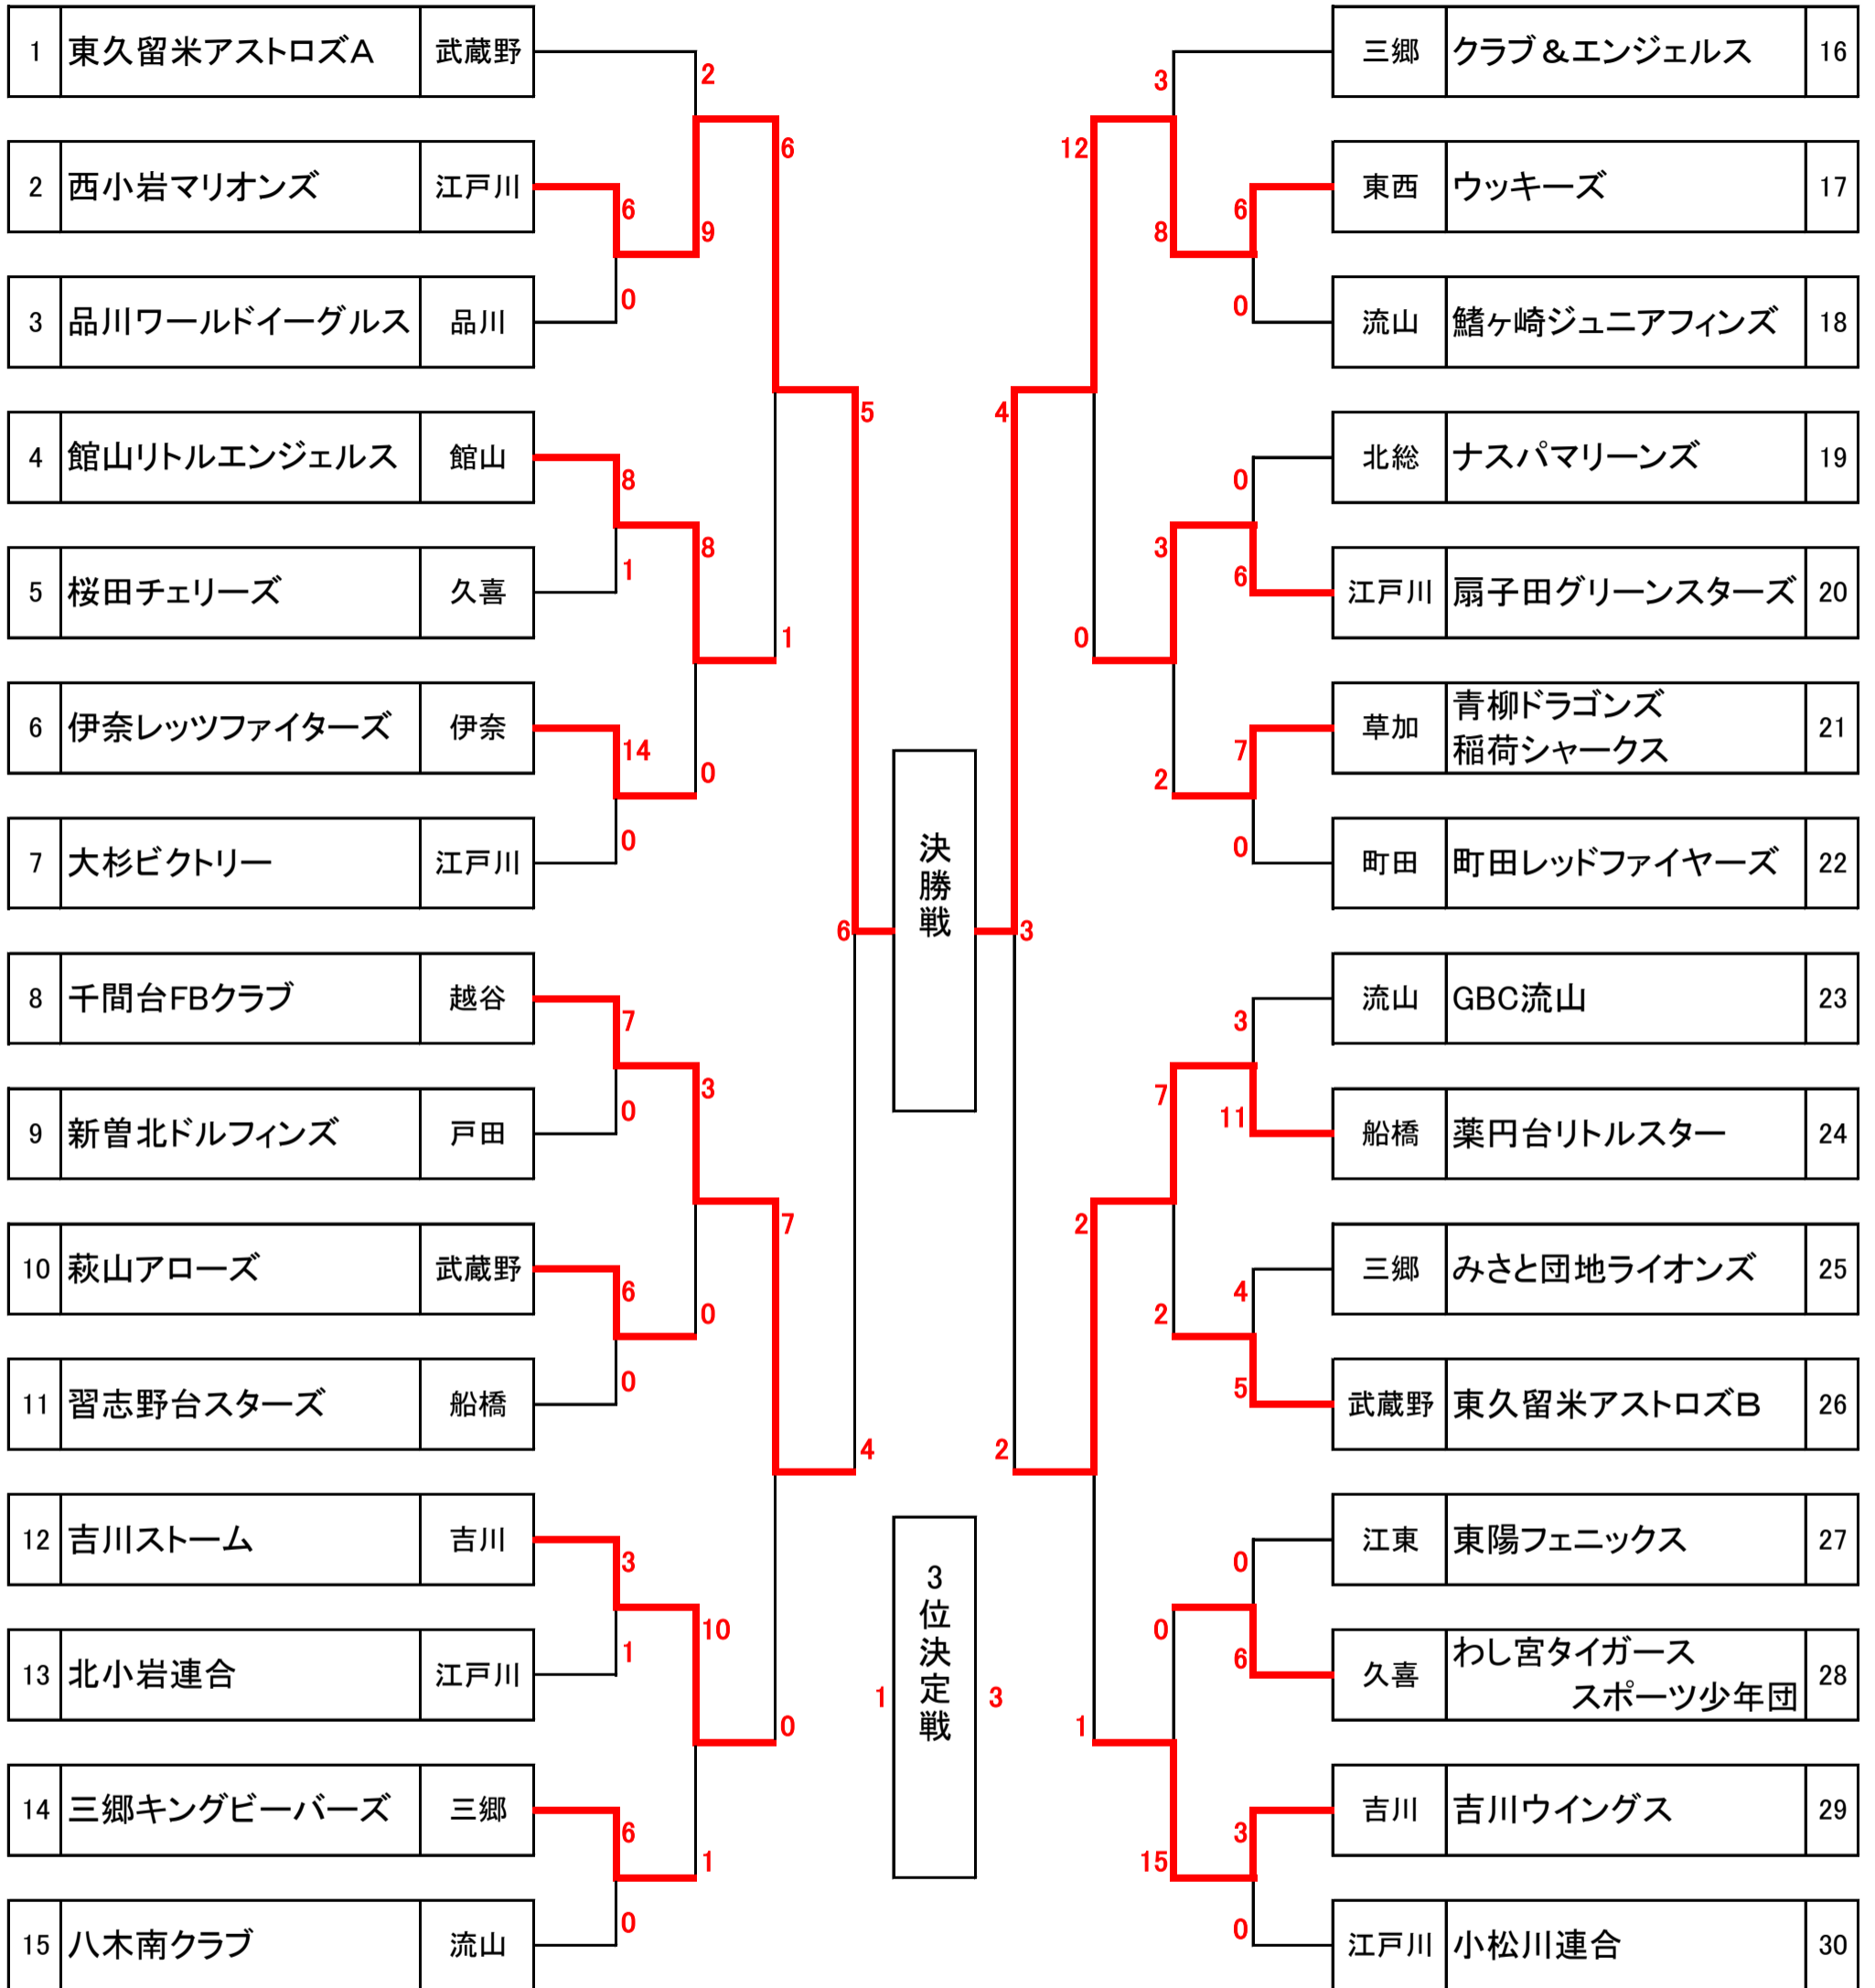 1 東久留米アストロズA 武蔵野
2
6
2 西小岩マリオンズ 江戸川
6
9
3 品川ワールドイーグルス 品川
0
5
4 館山リトルエンジェルス 館山
8
8
5 桜田チェリーズ 久喜
1
1
6 伊奈レッツファイターズ 伊奈
14
0
7 大杉ビクトリー 江戸川
0
6
8 千間台FBクラブ 越谷
7
3
9 新曽北ドルフィンズ 戸田
0
7
10 萩山アローズ 武蔵野
6
0
11 習志野台スターズ 船橋
0
4
12 吉川ストーム 吉川
3
10
13 北小岩連合 江戸川
1
0
14 三郷キングビーバーズ 三郷
6
1
15 八木南クラブ 流山
0
決勝戦
3位決定戦
1
3
三郷 クラブ&エンジェルス 16
3
12
東西 ウッキーズ 17
6
8
流山 鰭ヶ崎ジュニアフィンズ 18
0
4
北総 ナスパマリーンズ 19
0
3
江戸川 扇子田グリーンスターズ 20
6
0
草加 青柳ドラゴンズ
稲荷シャークス 21
7
2
町田 町田レッドファイヤーズ 22
0
3
流山 GBC流山 23
3
7
船橋 薬円台リトルスター 24
11
2
三郷 みさと団地ライオンズ 25
4
2
武蔵野 東久留米アストロズB 26
5
2
江東 東陽フェニックス 27
0
0
久喜 わし宮タイガース
スポーツ少年団 28
6
1
吉川 吉川ウイングス 29
3
15
江戸川 小松川連合 30
0